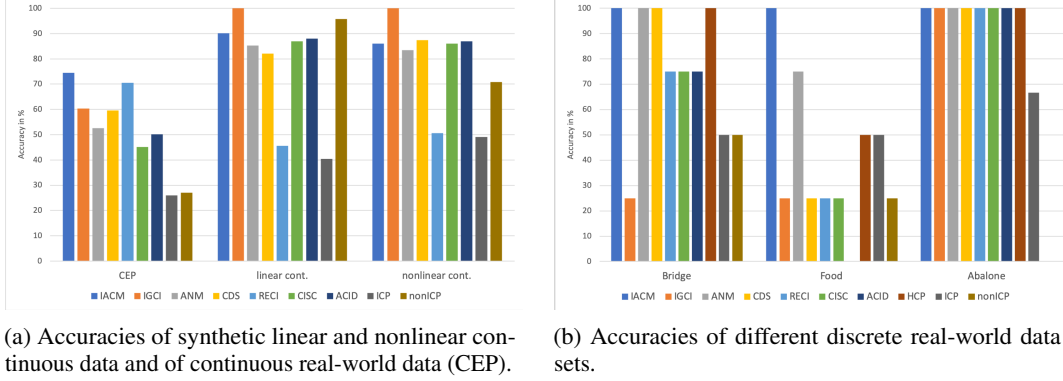 100
90
80
70
60
50
40
30
20
10
0
Accuracy in %
CEP
linear cont.
nonlinear cont.
IACM IGCI ANM CDS RECI CISC ACID ICP nonICP
100
90
80
70
60
50
40
30
20
10
0
Accuracy in %
Bridge
Food
Abalone
IACM IGCI ANM CDS RECI CISC ACID HCP ICP nonICP
(a) Accuracies of synthetic linear and nonlinear con-
tinuous data and of continuous real-world data (CEP).
(b) Accuracies of different discrete real-world data
sets.